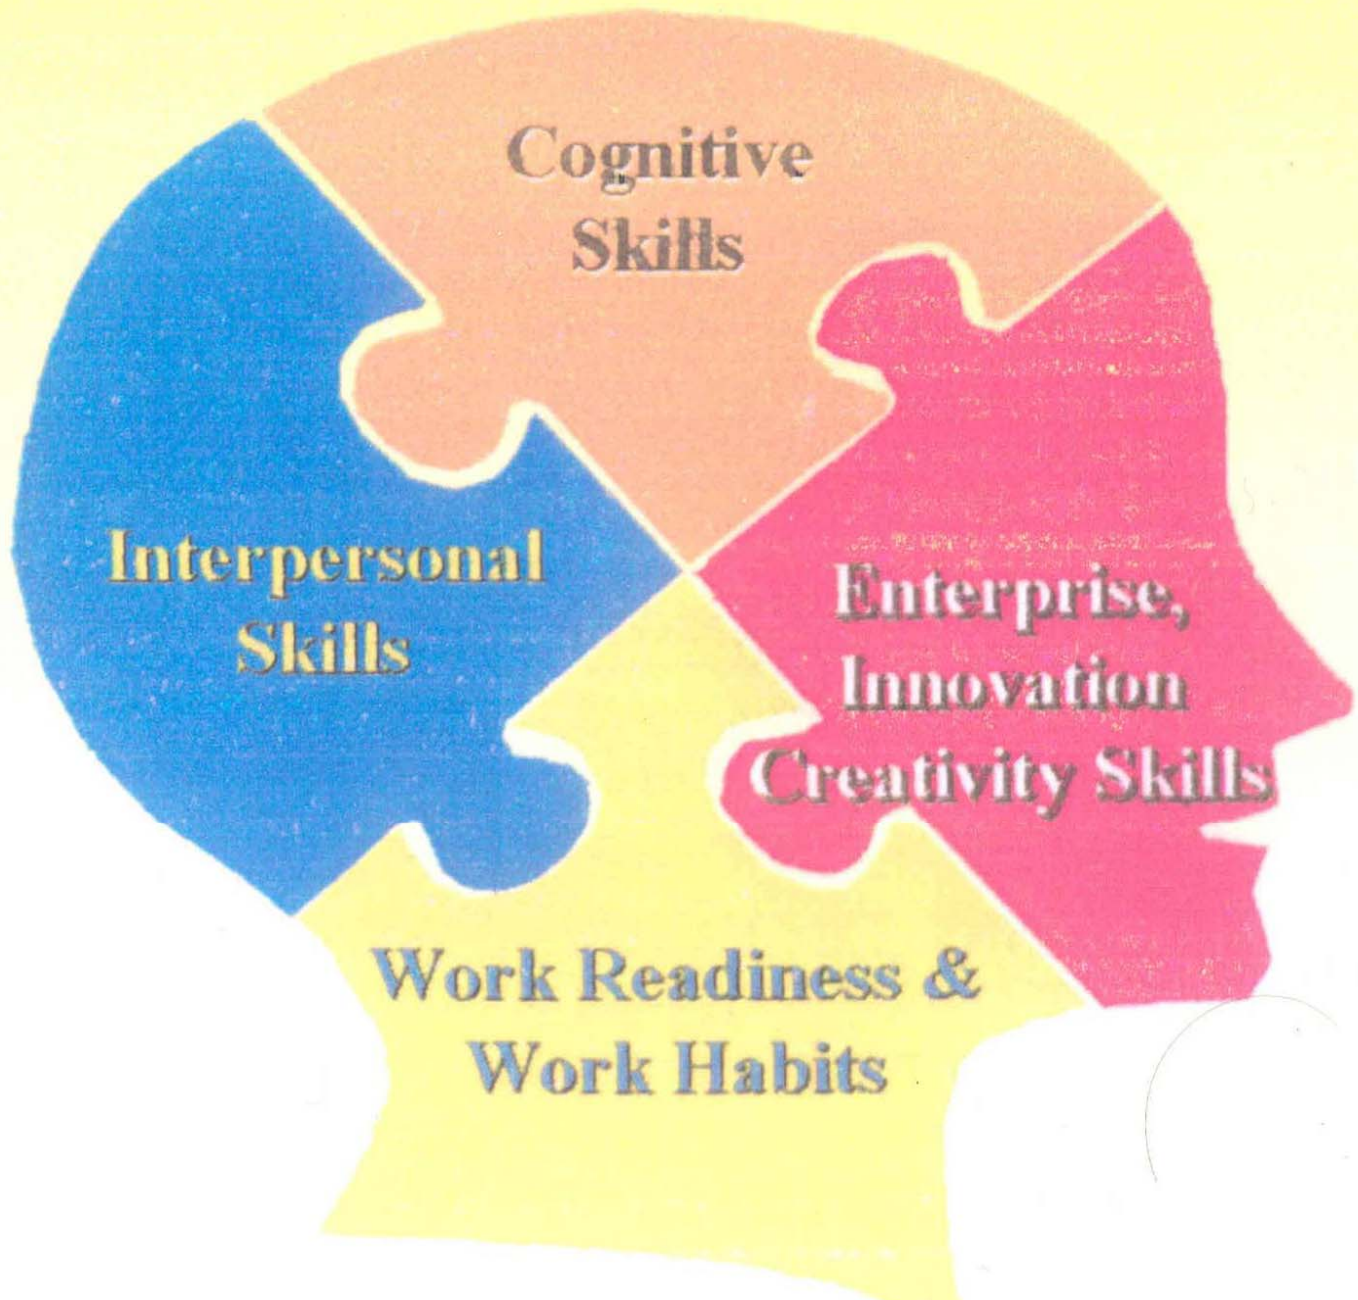 Cognitive
Skills
Interpersonal
Skills
Enterprise,
Innovation
Creativity Skills
Work Readiness &
Work Habits